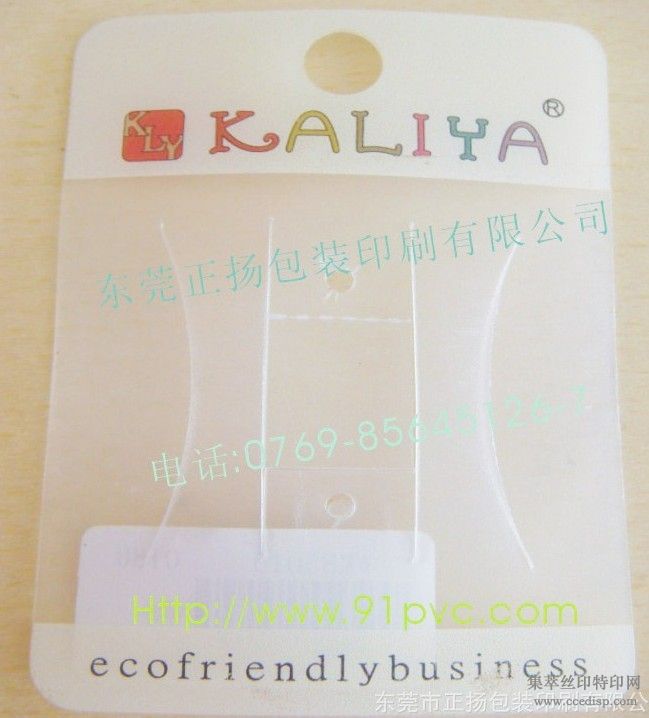 KLY KALIYA®
东莞正扬包装印刷有限公司
电话:0769-85645126-7
Http://www.91pvc.com
ecofriendlybusiness
集萃丝印特印网
www.ccedisp.com
东莞市正扬包装印刷有限公司